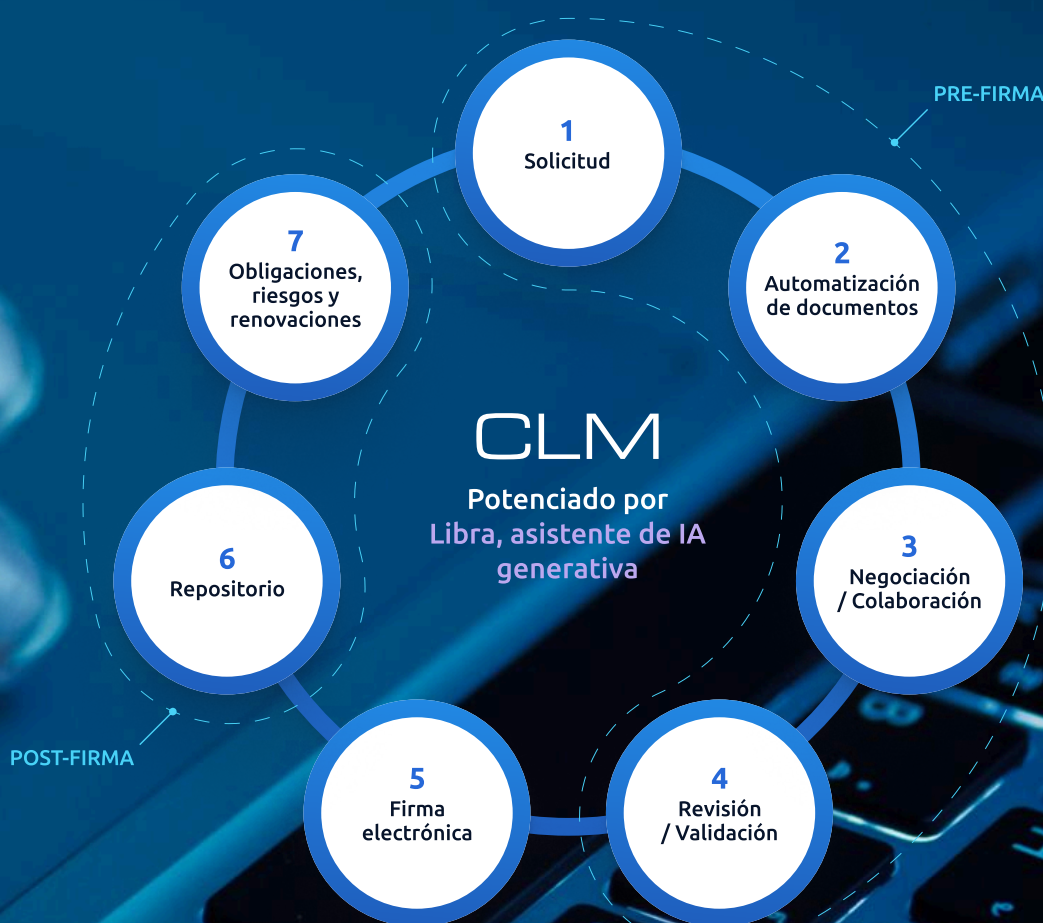 PRE-FIRMA
1
Solicitud
2
Automatización
de documentos
3
Negociación
/ Colaboración
4
Revisión
/ Validación
5
Firma
electrónica
6
Repositorio
7
Obligaciones,
riesgos y
renovaciones
CLM
Potenciado por
Libra, asistente de IA
generativa
POST-FIRMA